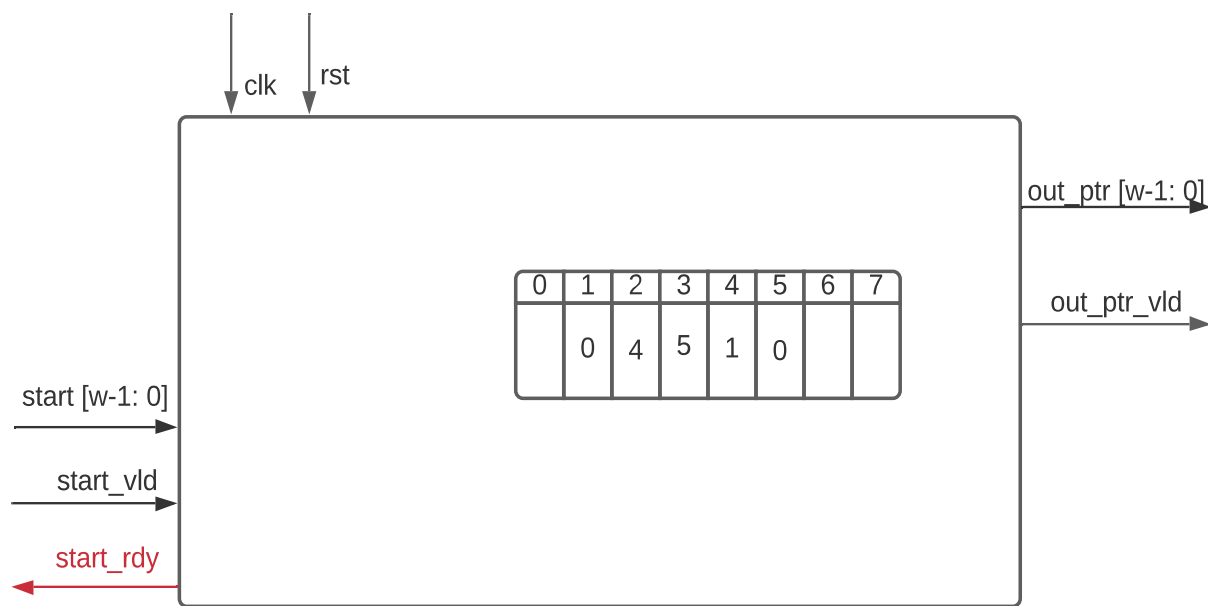 clk
rst
out_ptr [w-1: 0]
0 1 2 3 4 5 6 7
out_ptr_vld
0 4 5 1 0
start [w-1: 0]
start_vld
start_rdy